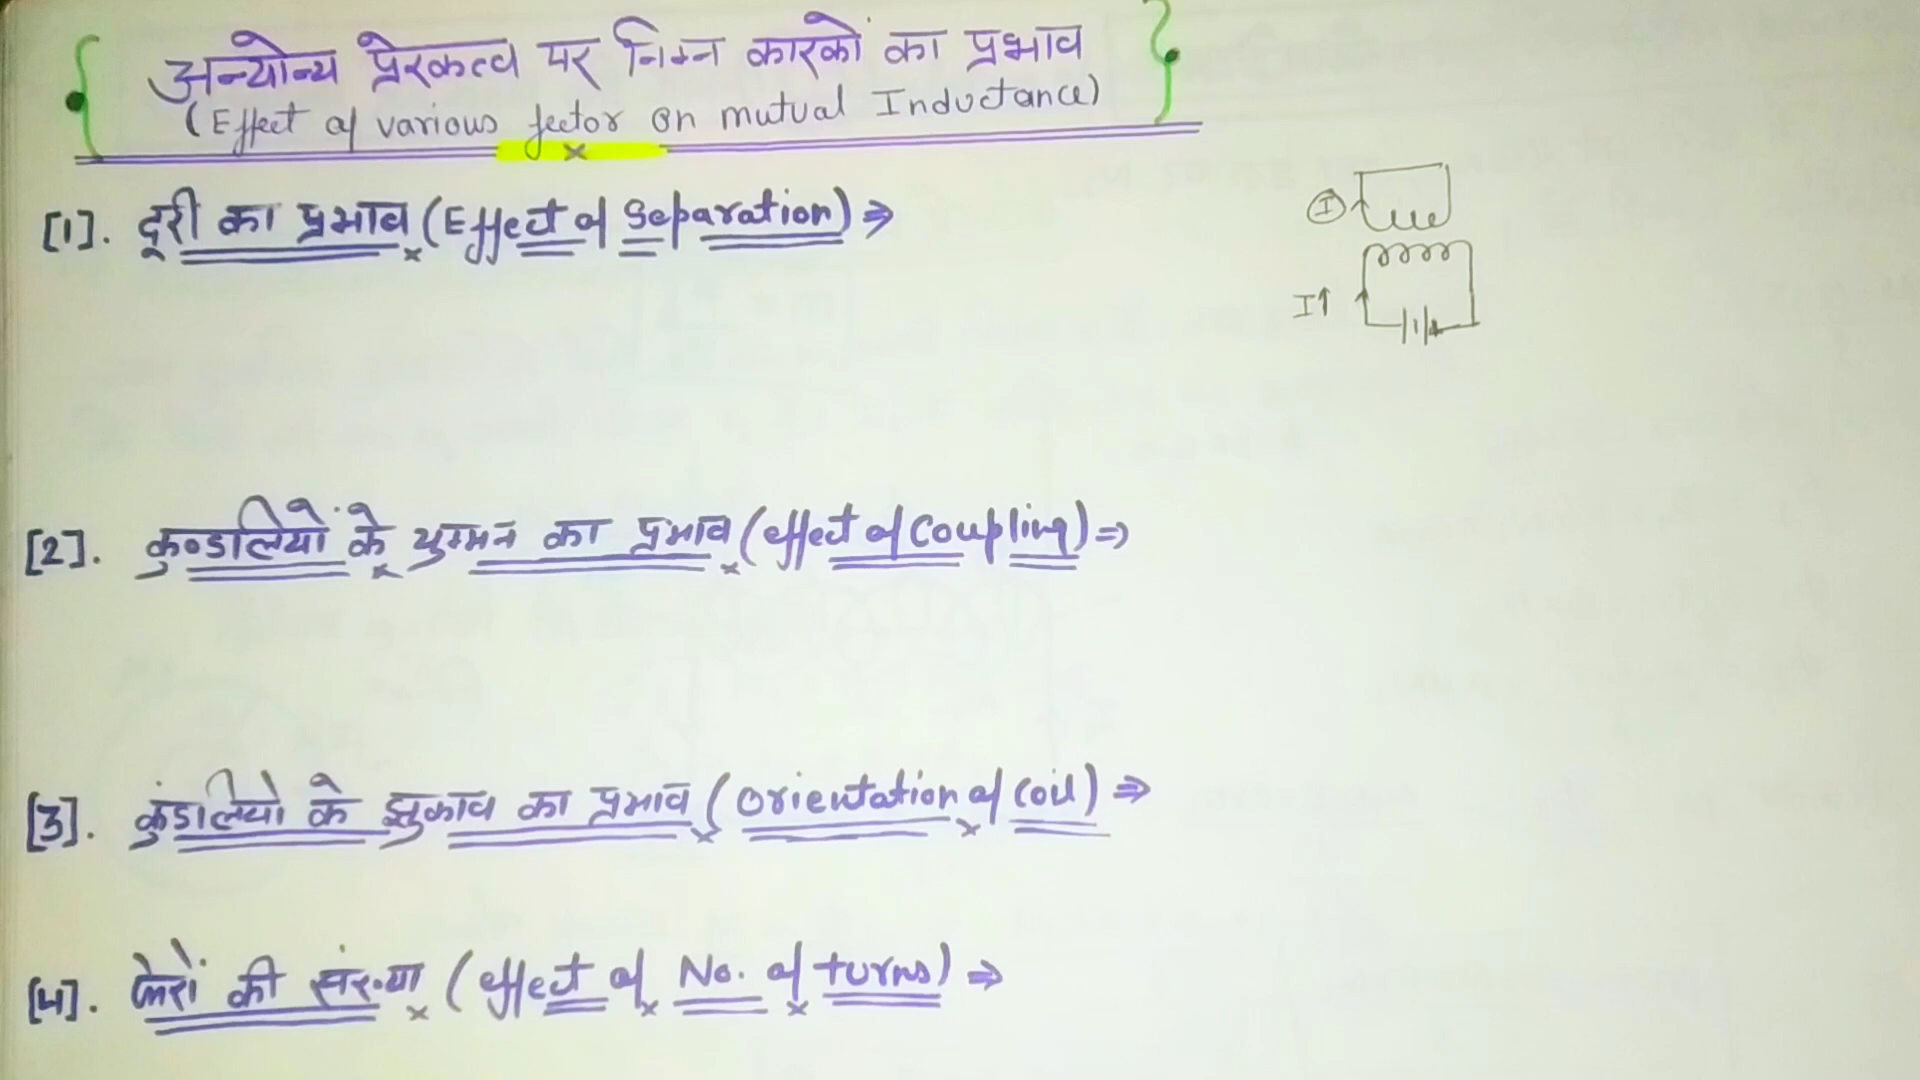 अन्योन्य प्रेरकत्व पर निम्न कारकों का प्रभाव
(Effect of various fector on mutual Inductance)
[1]. दूरी का प्रभाव (Effect of Separation) ⇒
I
I↑
[2]. कुण्डलियों के युग्मन का प्रभाव (effect of Coupling) ⇒
[3]. कुंडलियो के झुकाव का प्रभाव (Orientation of Coil) ⇒
[4]. फेरों की संख्या (effect of No. of turns) ⇒